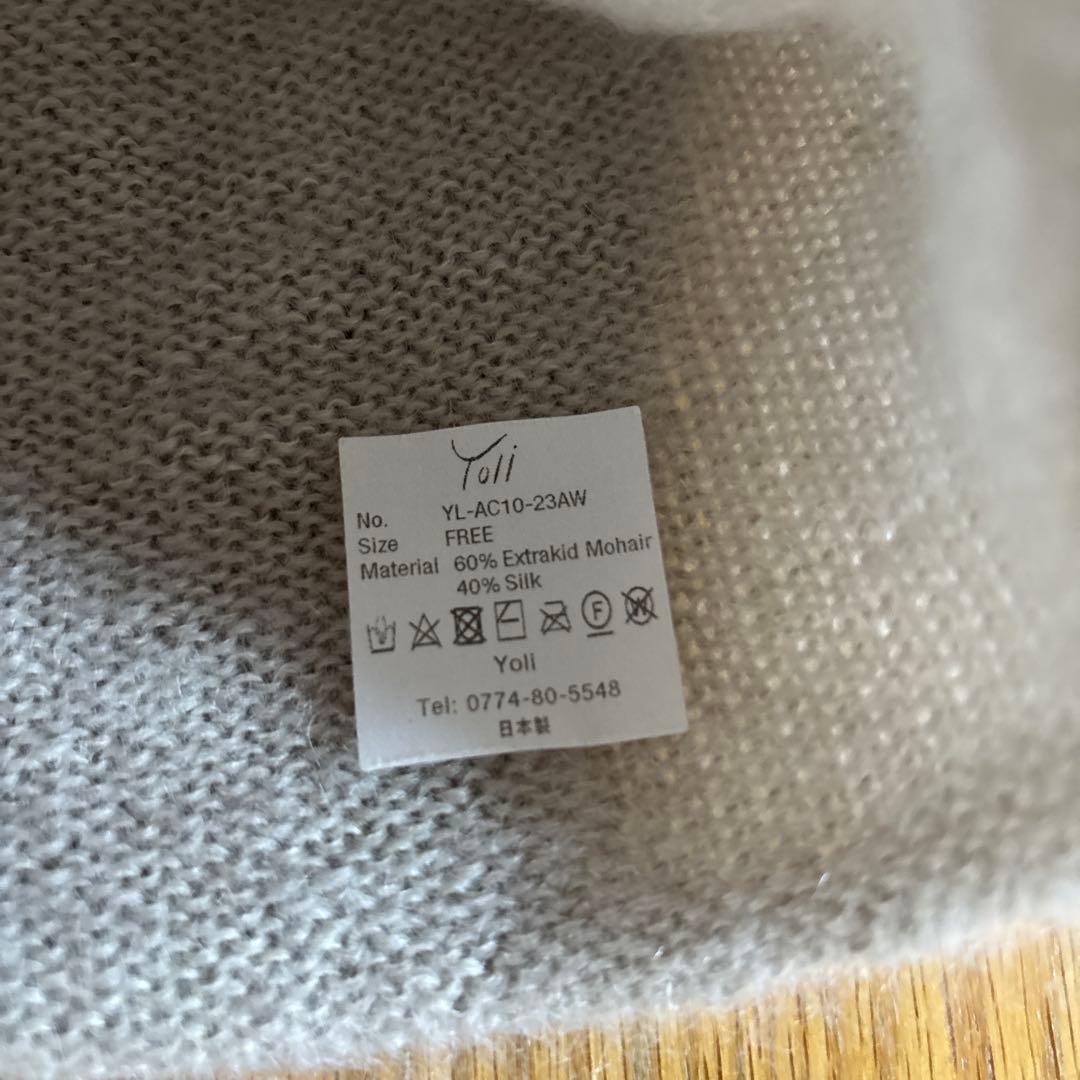 Yoli
No. YL-AC10-23AW
Size FREE
Material 60% Extrakid Mohair
40% Silk
F W
Yoli
Tel: 0774-80-5548
日本製